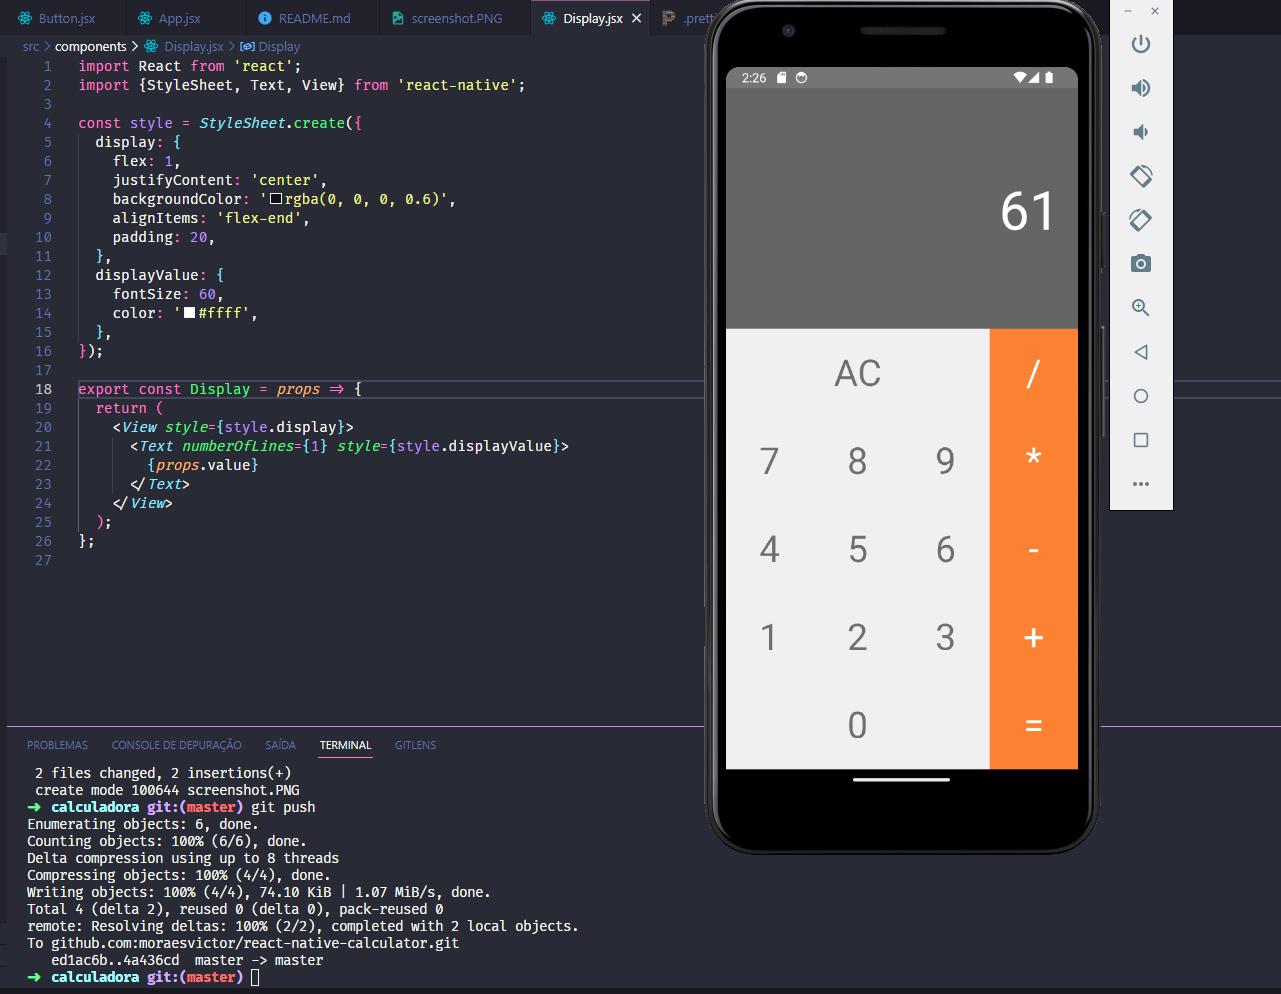 Button.jsx App.jsx README.md screenshot.PNG Display.jsx .prett
src > components > Display.jsx > Display
1 import React from 'react';
2 import {StyleSheet, Text, View} from 'react-native';
3
4 const style = StyleSheet.create({
5 display: {
6 flex: 1,
7 justifyContent: 'center',
8 backgroundColor: 'rgba(0, 0, 0, 0.6)',
9 alignItems: 'flex-end',
10 padding: 20,
11 },
12 displayValue: {
13 fontSize: 60,
14 color: '#ffff',
15 },
16 });
17
18 export const Display = props => {
19 return (
20 <View style={style.display}>
21 <Text numberOfLines={1} style={style.displayValue}>
22 {props.value}
23 </Text>
24 </View>
25 );
26 };
27
PROBLEMAS CONSOLE DE DEPURAÇÃO SAÍDA TERMINAL GITLENS
2 files changed, 2 insertions(+)
create mode 100644 screenshot.PNG
➜ calculadora git:(master) git push
Enumerating objects: 6, done.
Counting objects: 100% (6/6), done.
Delta compression using up to 8 threads
Compressing objects: 100% (4/4), done.
Writing objects: 100% (4/4), 74.10 KiB | 1.07 MiB/s, done.
Total 4 (delta 2), reused 0 (delta 0), pack-reused 0
remote: Resolving deltas: 100% (2/2), completed with 2 local objects.
To github.com:moraesvictor/react-native-calculator.git
ed1ac6b..4a436cd master -> master
➜ calculadora git:(master)
2:26
61
AC /
7 8 9 *
4 5 6 -
1 2 3 +
0 =